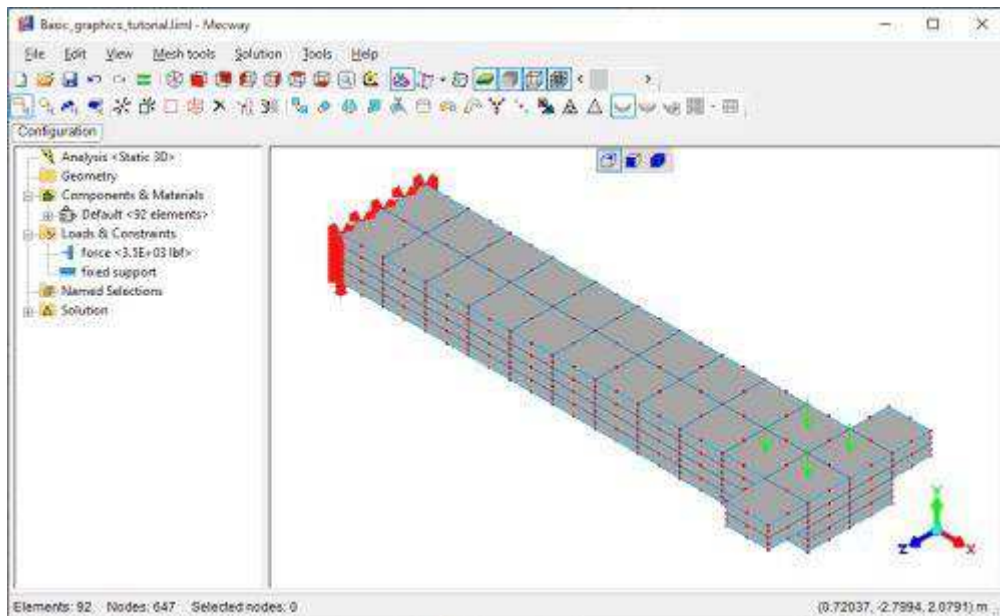 Basic_graphics_tutorial.liml - Mecway
File Edit View Mesh tools Solution Tools Help
Configuration
Analysis <Static 3D>
Geometry
Components & Materials
Default <92 elements>
Loads & Constraints
force <3.5E+03 lbf>
fixed support
Named Selections
Solution
Y
Z
X
Elements: 92 Nodes: 647 Selected nodes: 0
(0.72037, -2.7994, 2.0791) m